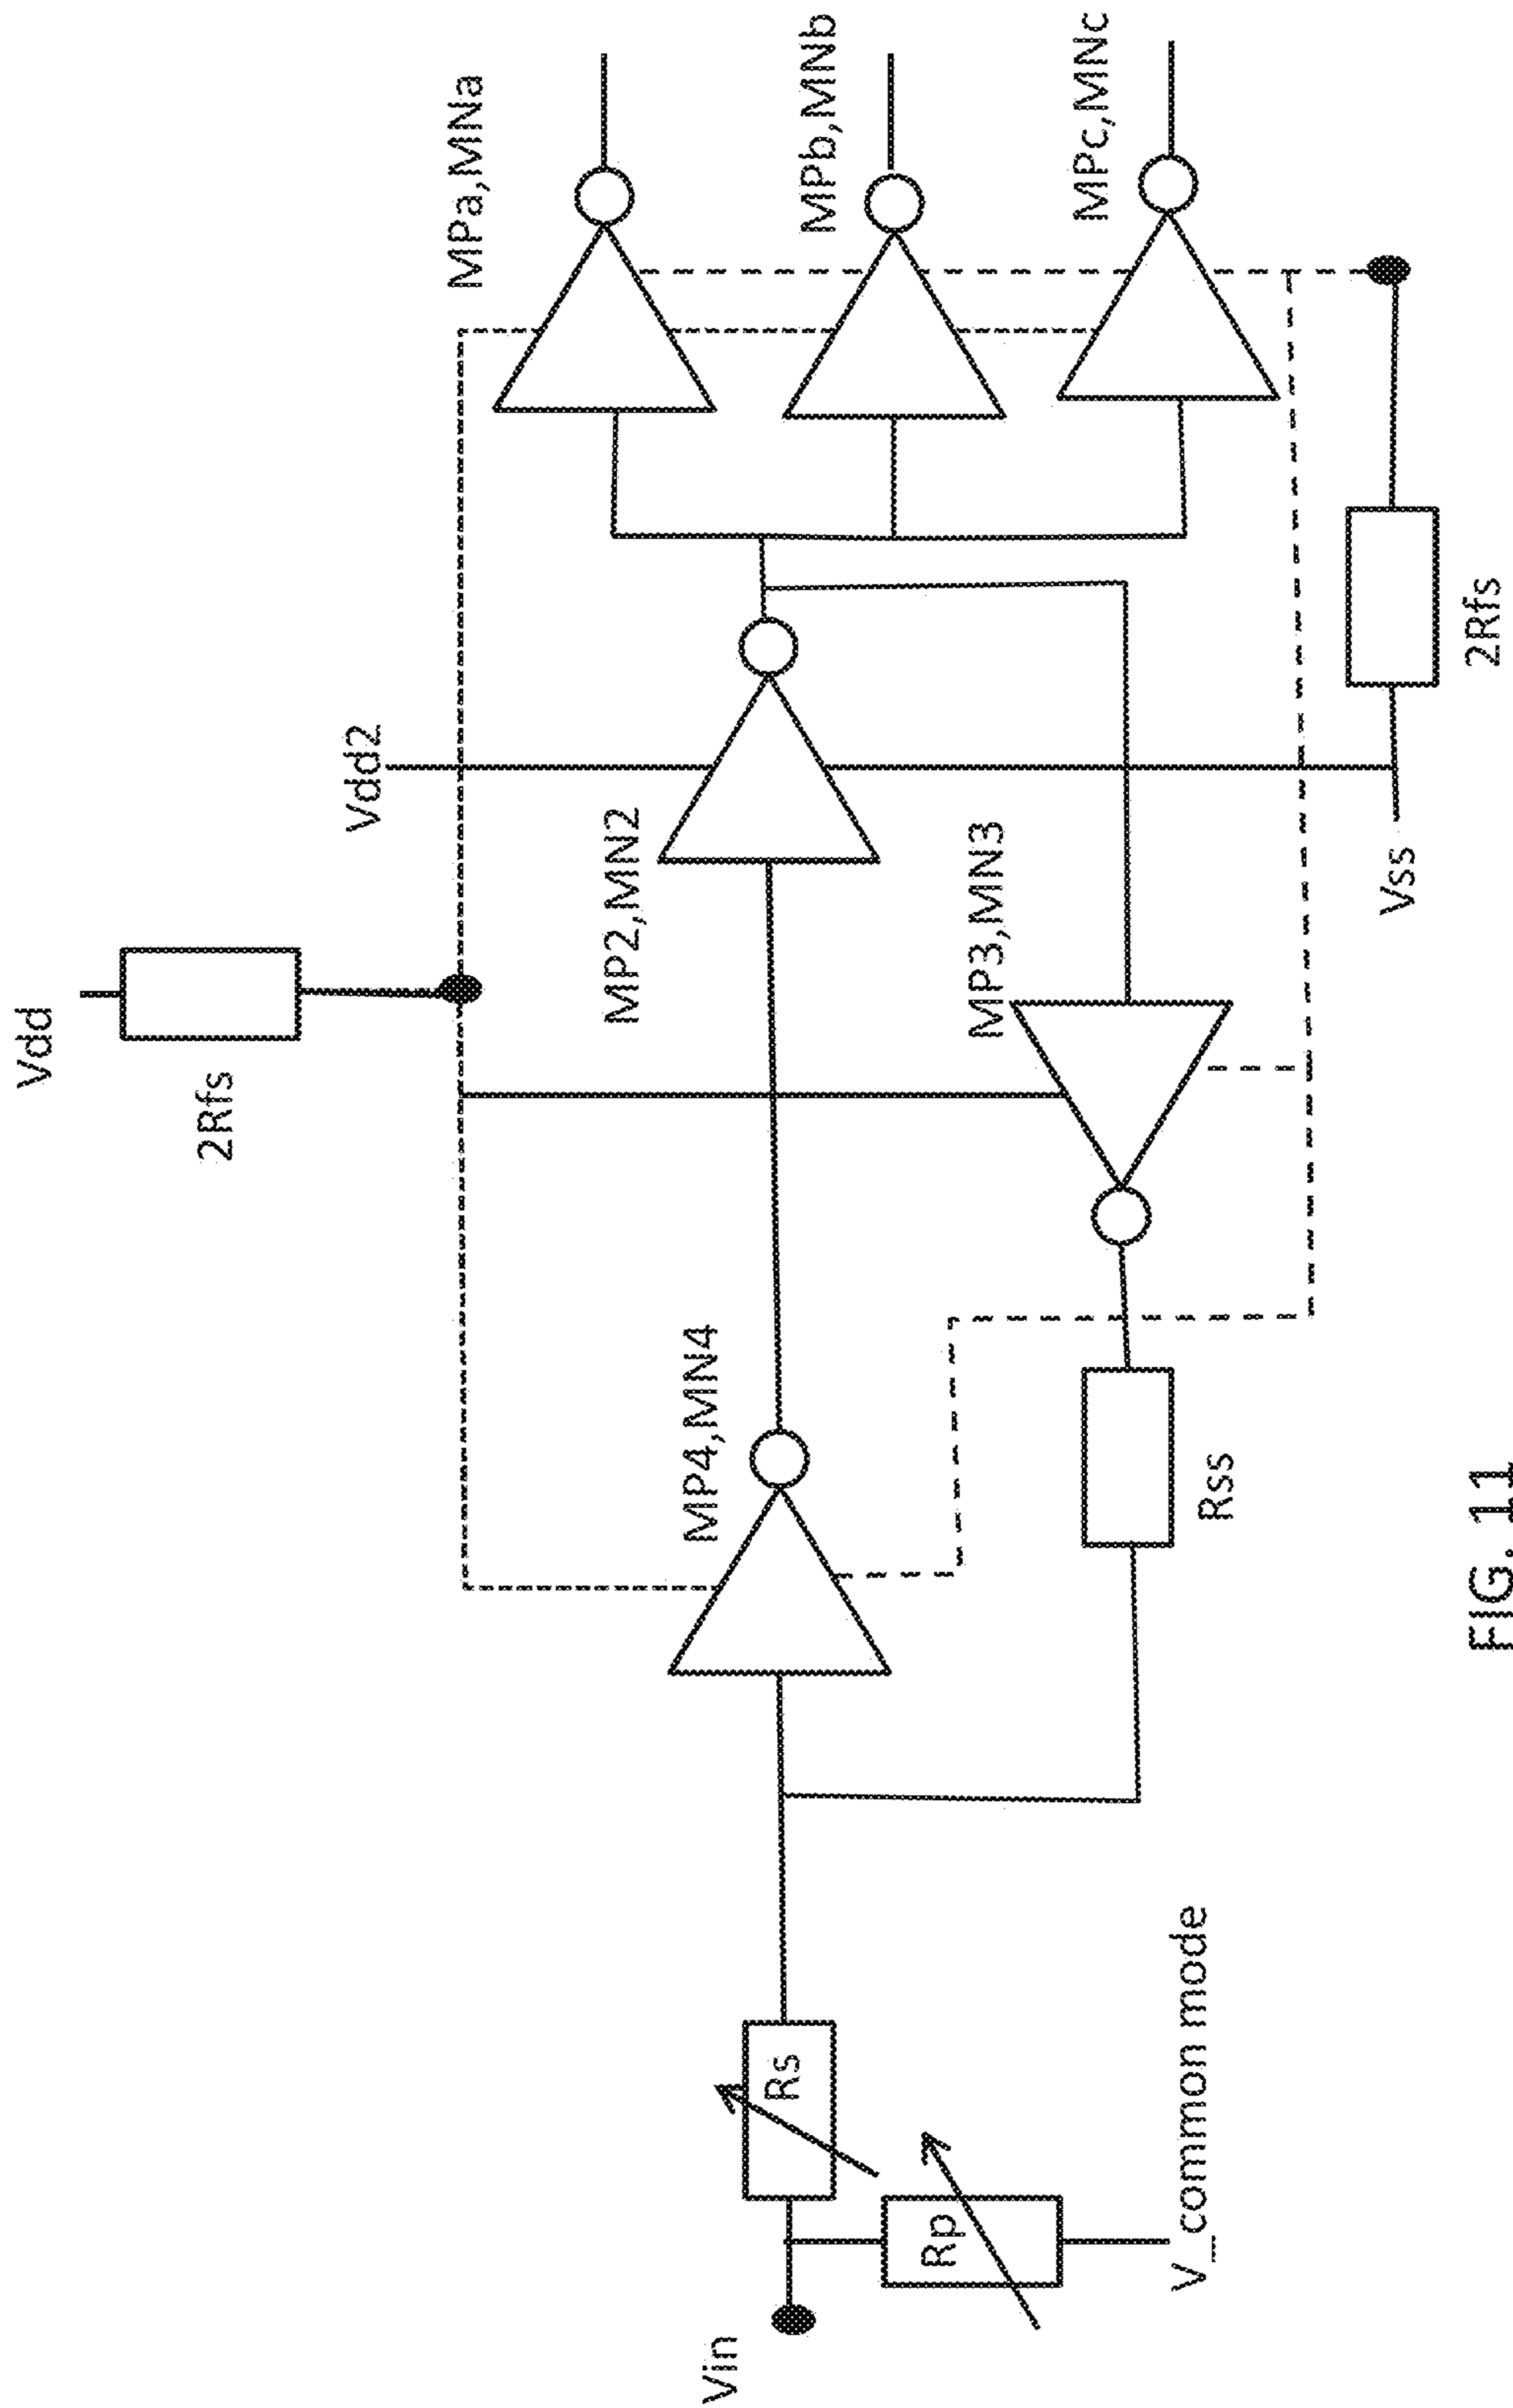 Vdd
2Rfs
Vdd2
MPa,MNa
MP2,MN2
MPb,MNb
MP4,MN4
MP3,MN3
MPc,MNc
Vin
Rs
Rp
V_common mode
Rss
Vss
2Rfs
FIG. 11